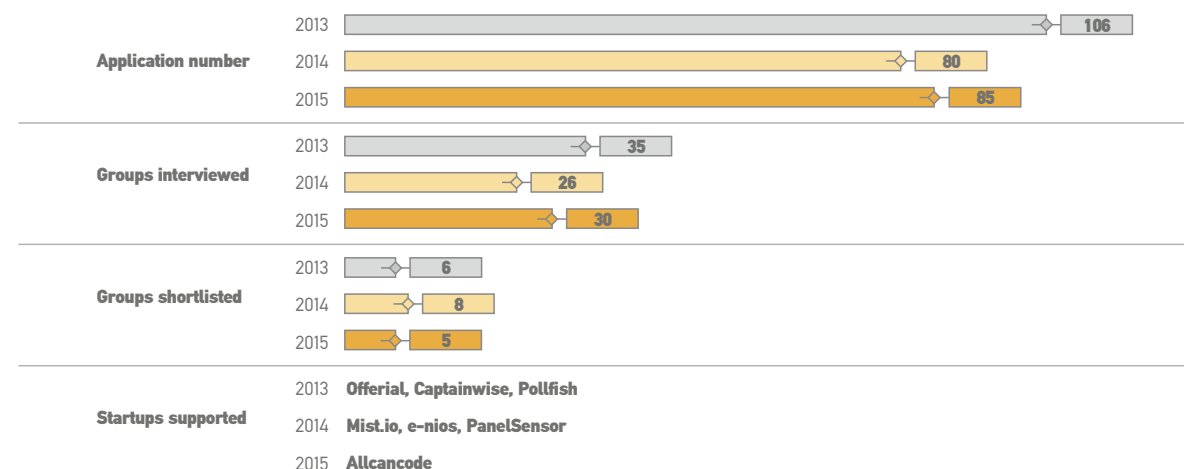 2013 106
Application number 2014 80
2015 85
2013 35
Groups interviewed 2014 26
2015 30
2013 6
Groups shortlisted 2014 8
2015 5
2013 Offerial, Captainwise, Pollfish
Startups supported 2014 Mist.io, e-nios, PanelSensor
2015 Allcancode